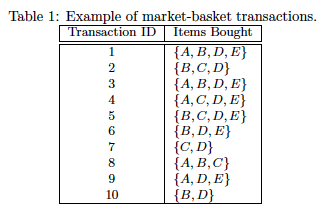 Table 1: Example of market-basket transactions.
Transaction ID Items Bought
1 {A, B, D, E}
2 {B, C, D}
3 {A, B, D, E}
4 {A, C, D, E}
5 {B, C, D, E}
6 {B, D, E}
7 {C, D}
8 {A, B, C}
9 {A, D, E}
10 {B, D}